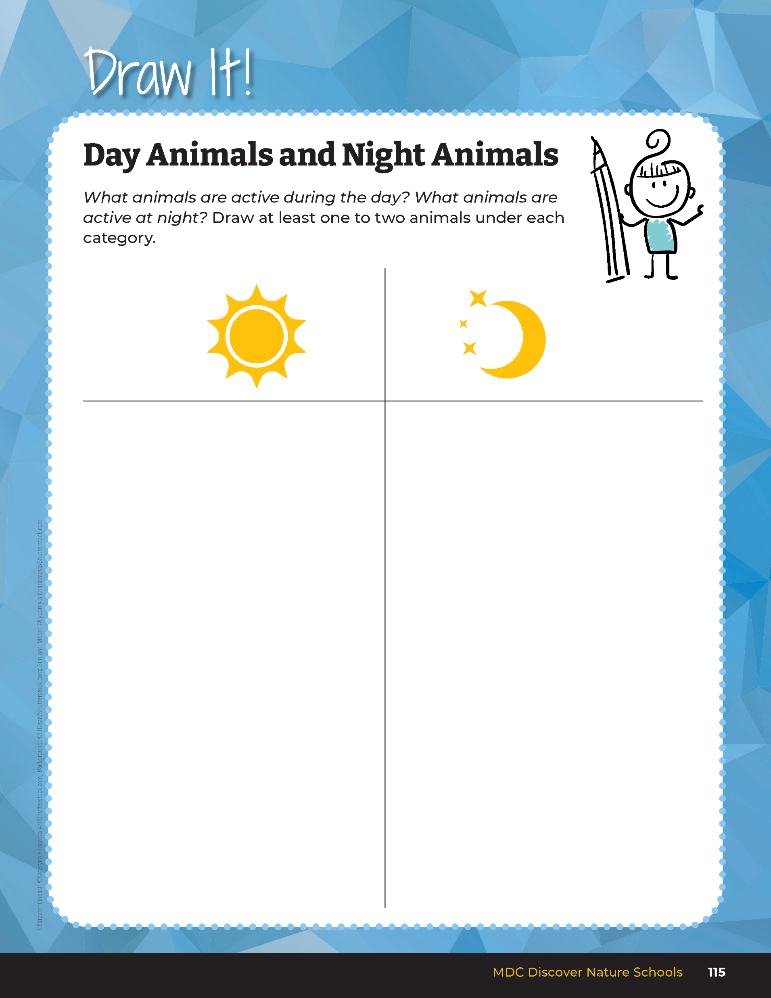 Draw It!
Day Animals and Night Animals
What animals are active during the day? What animals are
active at night? Draw at least one to two animals under each
category.
MDC Discover Nature Schools 115